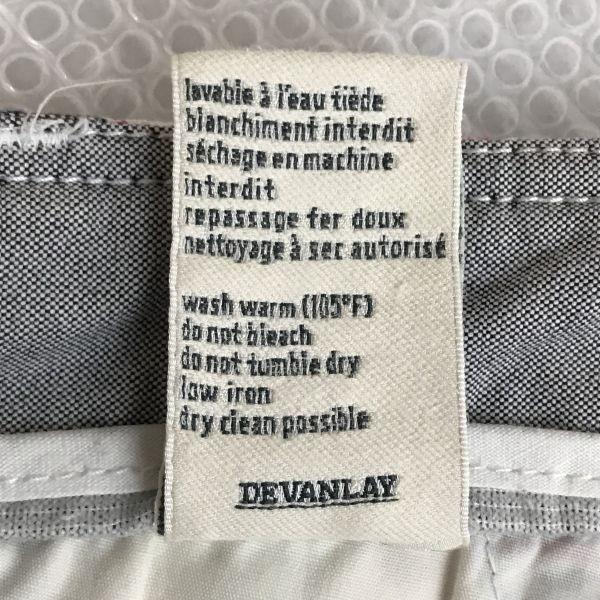 lavable à l'eau tiède
blanchiment interdit
séchage en machine
interdit
repassage fer doux
nettoyage à sec autorisé
wash warm (105°F)
do not bleach
do not tumble dry
low iron
dry clean possible
DEVANLAY